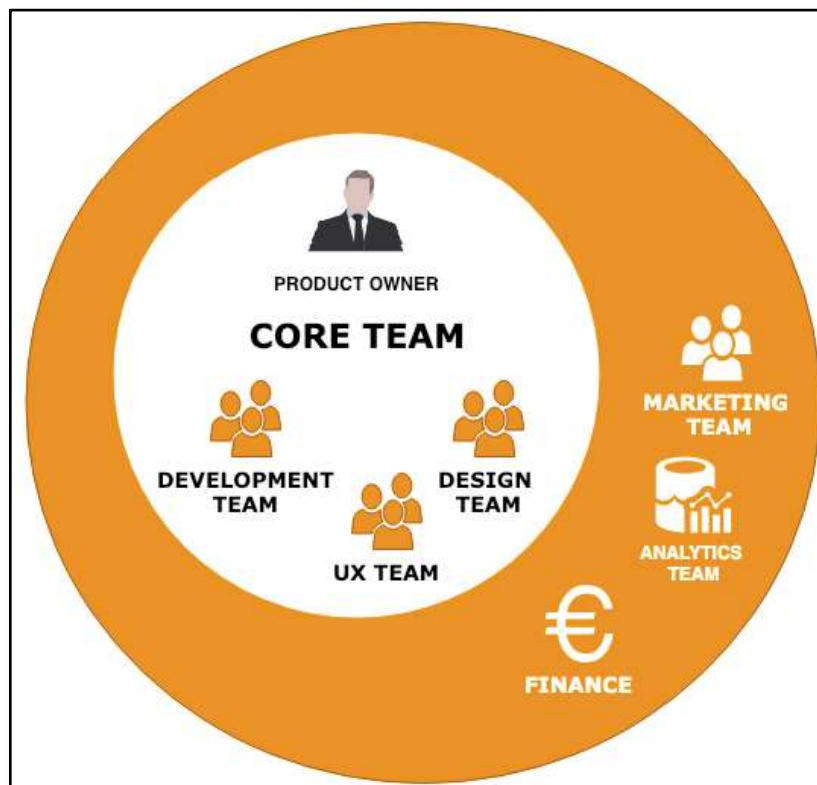 PRODUCT OWNER
CORE TEAM
DEVELOPMENT
TEAM
DESIGN
TEAM
UX TEAM
MARKETING
TEAM
ANALYTICS
TEAM
€
FINANCE